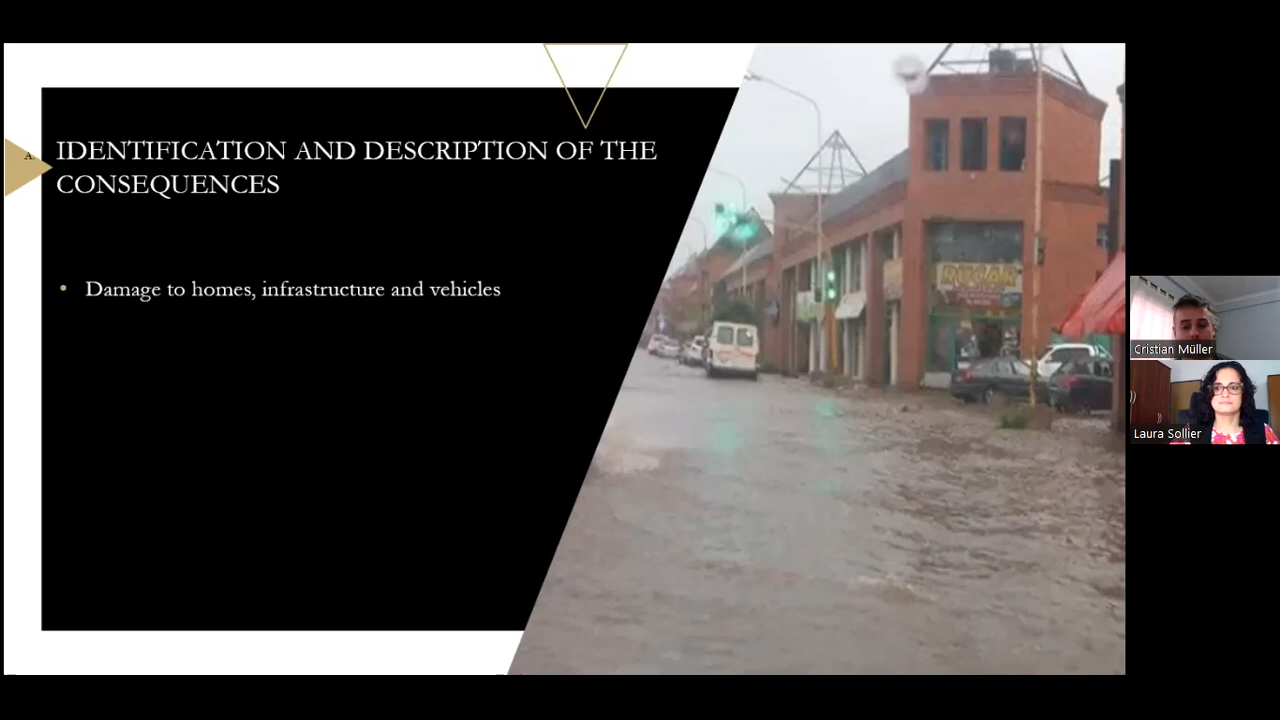 A.
IDENTIFICATION AND DESCRIPTION OF THE
CONSEQUENCES
• Damage to homes, infrastructure and vehicles
Cristian Müller
Laura Sollier